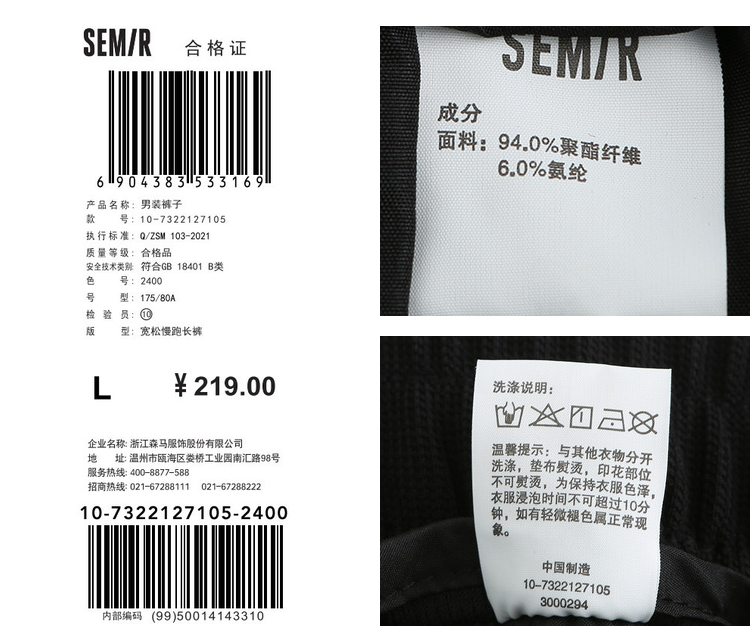 SEMIR 合格证
6 904383 533169
产品名称: 男装裤子
款 号: 10-7322127105
执行标准: Q/ZSM 103-2021
质量等级: 合格品
安全技术类别: 符合GB 18401 B类
色 号: 2400
号 型: 175/80A
检 验 员: ⑩
版 型: 宽松慢跑长裤
L ¥219.00
企业名称: 浙江森马服饰股份有限公司
地 址: 温州市瓯海区娄桥工业园南汇路98号
服务热线: 400-8877-588
招商热线: 021-67288111 021-67288222
10-7322127105-2400
内部编码 (99)50014143310
SEMIR
成分
面料: 94.0%聚酯纤维
6.0%氨纶
洗涤说明:
温馨提示: 与其他衣物分开
洗涤, 垫布熨烫, 印花部位
不可熨烫, 为保持衣服色泽,
衣服浸泡时间不可超过10分
钟, 如有轻微褪色属正常现
象。
中国制造
10-7322127105
3000294